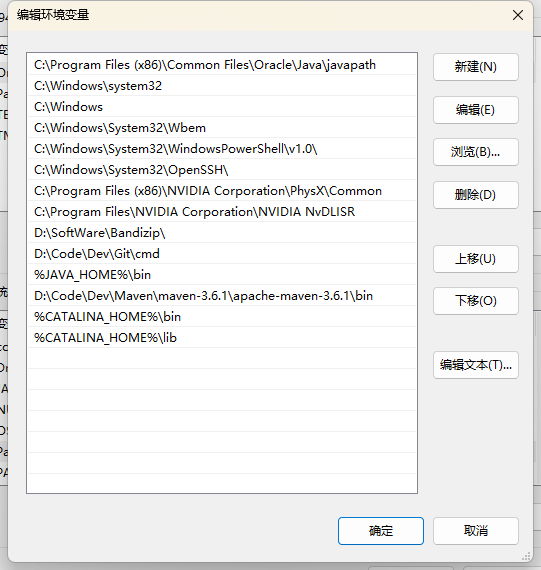 编辑环境变量
C:\Program Files (x86)\Common Files\Oracle\Java\javapath
C:\Windows\system32
C:\Windows
C:\Windows\System32\Wbem
C:\Windows\System32\WindowsPowerShell\v1.0\
C:\Windows\System32\OpenSSH\
C:\Program Files (x86)\NVIDIA Corporation\PhysX\Common
C:\Program Files\NVIDIA Corporation\NVIDIA NvDLISR
D:\SoftWare\Bandizip\
D:\Code\Dev\Git\cmd
%JAVA_HOME%\bin
D:\Code\Dev\Maven\maven-3.6.1\apache-maven-3.6.1\bin
%CATALINA_HOME%\bin
%CATALINA_HOME%\lib
新建(N)
编辑(E)
浏览(B)...
删除(D)
上移(U)
下移(O)
编辑文本(T)...
确定
取消